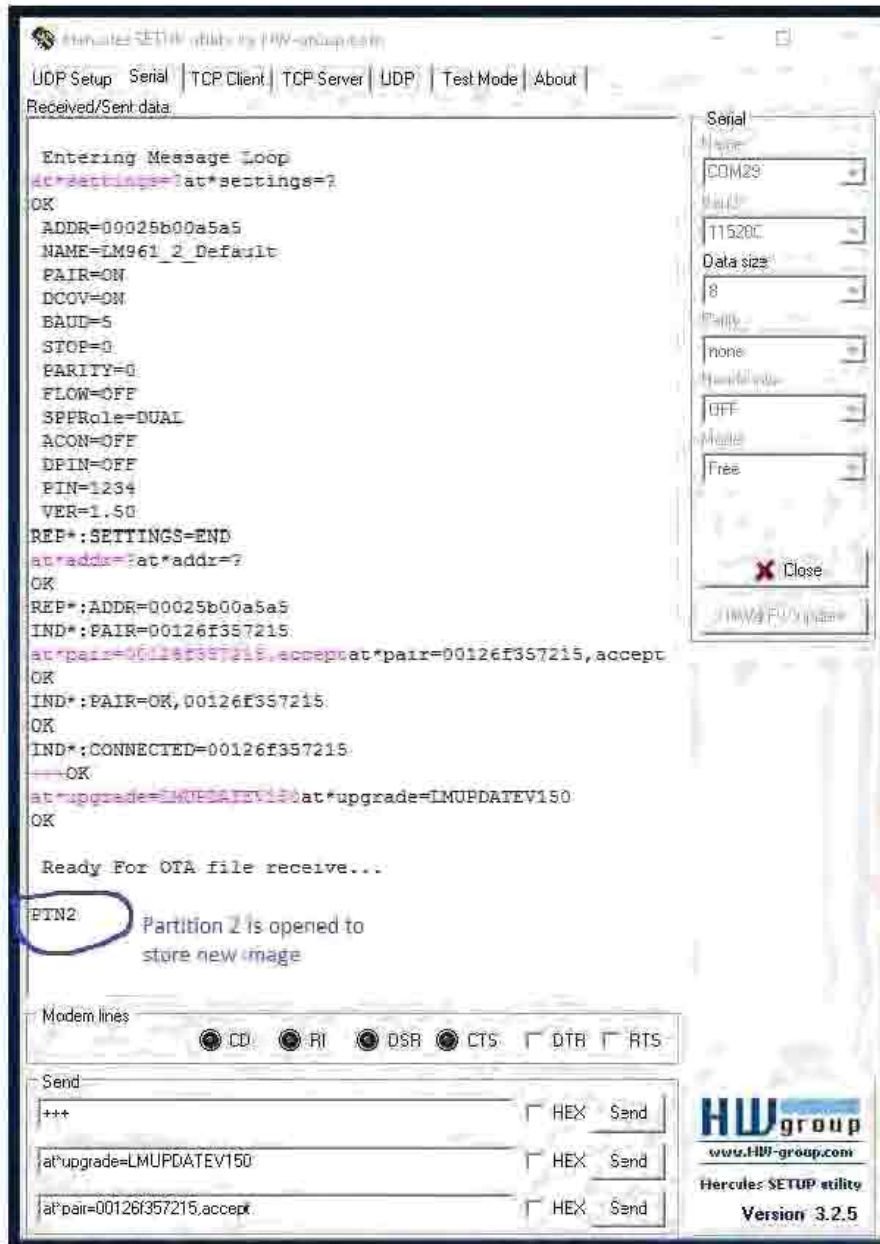 Hercules SETUP utility by HW-group.com
UDP Setup Serial TCP Client TCP Server UDP Test Mode About
Received/Sent data
Entering Message Loop
at*settings=?at*settings=?
OK
ADDR=00025b00a5a5
NAME=LM961_2_Default
PAIR=ON
DCOV=ON
BAUD=5
STOP=0
PARITY=0
FLOW=OFF
SPPRole=DUAL
ACON=OFF
DPIN=OFF
PIN=1234
VER=1.50
REP*:SETTINGS=END
at*addr=?at*addr=?
OK
REP*:ADDR=00025b00a5a5
IND*:PAIR=00126f357215
at*pair=00126f357215,acceptat*pair=00126f357215,accept
OK
IND*:PAIR=OK,00126f357215
OK
IND*:CONNECTED=00126f357215
+++OK
at*upgrade=LMUPDATEV150at*upgrade=LMUPDATEV150
OK
Ready For OTA file receive...
PTN2
Partition 2 is opened to
store new image
Serial
Name
COM29
Baud
115200
Data size
8
Parity
none
Handshake
OFF
Mode
Free
Close
Modem lines
CD RI DSR CTS DTR RTS
Send
+++ HEX Send
at*upgrade=LMUPDATEV150 HEX Send
at*pair=00126f357215,accept HEX Send
HW group
www.HW-group.com
Hercules SETUP utility
Version 3.2.5